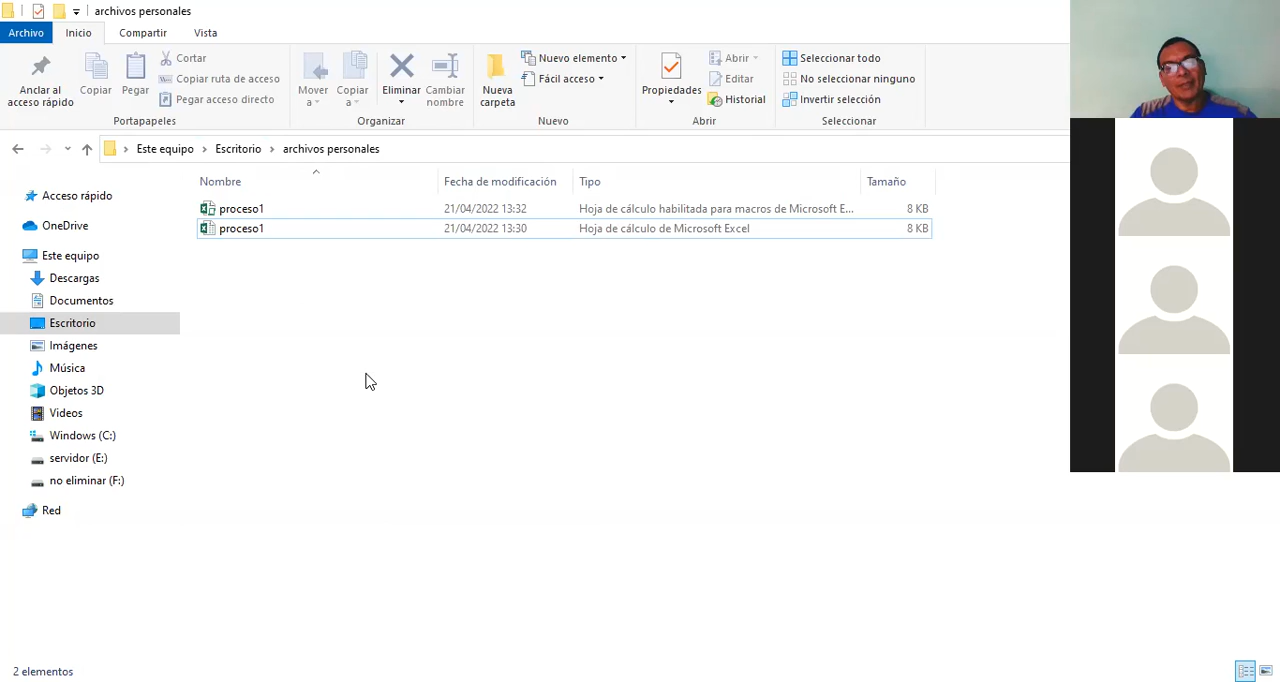 archivos personales
Archivo Inicio Compartir Vista
Anclar al acceso rápido
Copiar
Pegar
Cortar
Copiar ruta de acceso
Pegar acceso directo
Portapapeles
Mover a
Copiar a
Eliminar
Cambiar nombre
Organizar
Nueva carpeta
Nuevo elemento
Fácil acceso
Nuevo
Propiedades
Abrir
Editar
Historial
Abrir
Seleccionar todo
No seleccionar ninguno
Invertir selección
Seleccionar
Este equipo > Escritorio > archivos personales
Nombre Fecha de modificación Tipo Tamaño
proceso1 21/04/2022 13:32 Hoja de cálculo habilitada para macros de Microsoft E... 8 KB
proceso1 21/04/2022 13:30 Hoja de cálculo de Microsoft Excel 8 KB
Acceso rápido
OneDrive
Este equipo
Descargas
Documentos
Escritorio
Imágenes
Música
Objetos 3D
Videos
Windows (C:)
servidor (E:)
no eliminar (F:)
Red
2 elementos